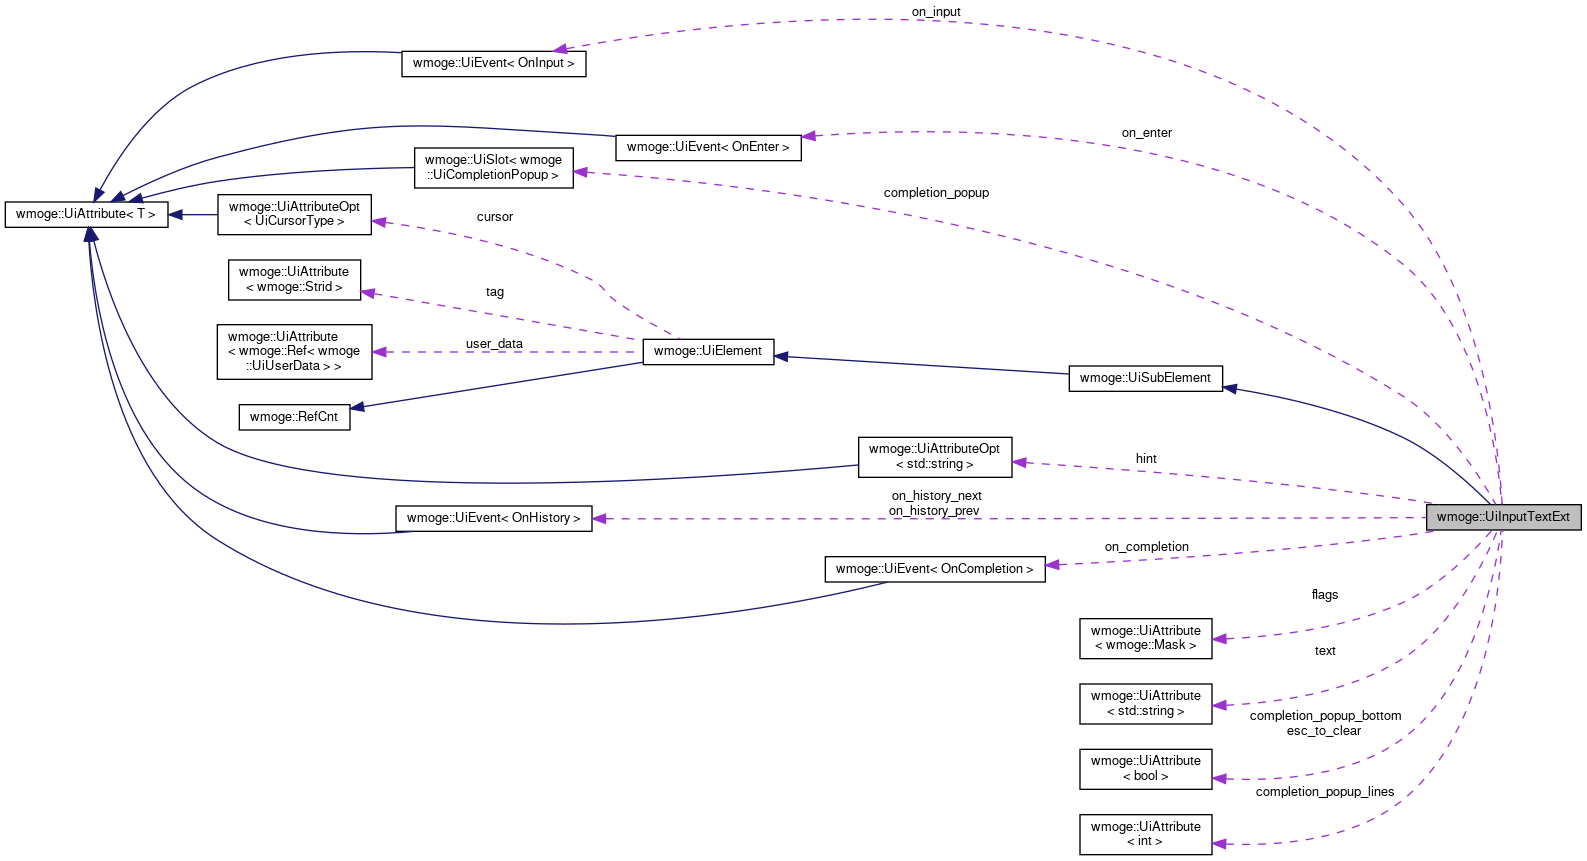 on_input
wmoge::UiEvent< OnInput >
on_enter
wmoge::UiEvent< OnEnter >
wmoge::UiSlot< wmoge
::UiCompletionPopup >
completion_popup
wmoge::UiAttribute< T >
wmoge::UiAttributeOpt
< UiCursorType >
cursor
wmoge::UiAttribute
< wmoge::Strid >
tag
wmoge::UiAttribute
< wmoge::Ref< wmoge
::UiUserData > >
user_data
wmoge::UiElement
wmoge::UiSubElement
wmoge::RefCnt
wmoge::UiAttributeOpt
< std::string >
hint
on_history_next
on_history_prev
wmoge::UiEvent< OnHistory >
wmoge::UiInputTextExt
on_completion
wmoge::UiEvent< OnCompletion >
flags
wmoge::UiAttribute
< wmoge::Mask >
text
wmoge::UiAttribute
< std::string >
completion_popup_bottom
esc_to_clear
wmoge::UiAttribute
< bool >
completion_popup_lines
wmoge::UiAttribute
< int >